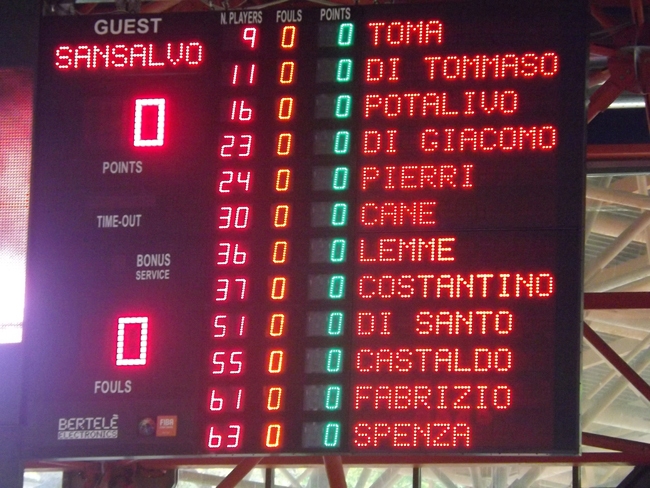 GUEST N. PLAYERS FOULS POINTS
SANSALVO
9 0 0 TOMA
11 0 0 DI TOMMASO
16 0 0 POTALIVO
0
23 0 0 DI GIACOMO
POINTS
24 0 0 PIERRI
TIME-OUT
30 0 0 CANE
36 0 0 LEMME
BONUS
SERVICE
37 0 0 COSTANTINO
51 0 0 DI SANTO
0
55 0 0 CASTALDO
FOULS
61 0 0 FABRIZIO
BERTELÈ
ELECTRONICS
FIBB
63 0 0 SPENZA